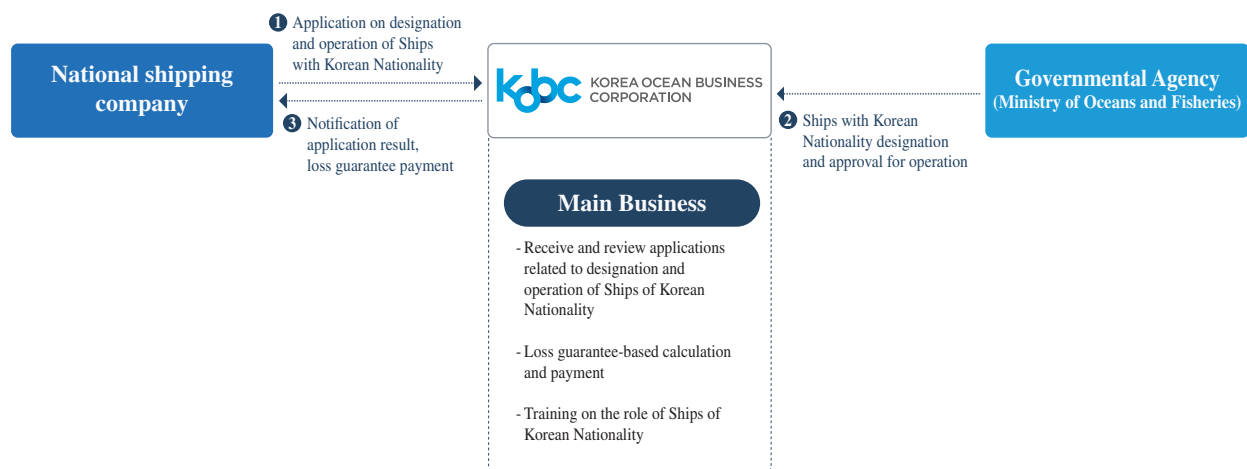 1 Application on designation
and operation of Ships
with Korean Nationality
National shipping
company
3 Notification of
application result,
loss guarantee payment
kobc KOREA OCEAN BUSINESS
CORPORATION
Governmental Agency
(Ministry of Oceans and Fisheries)
2 Ships with Korean
Nationality designation
and approval for operation
Main Business
- Receive and review applications
related to designation and
operation of Ships of Korean
Nationality
- Loss guarantee-based calculation
and payment
- Training on the role of Ships of
Korean Nationality